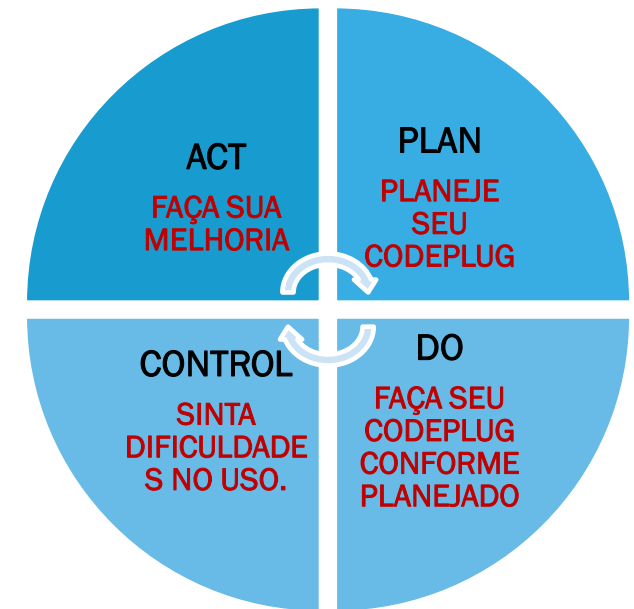 ACT
FAÇA SUA
MELHORIA
PLAN
PLANEJE
SEU
CODEPLUG
CONTROL
SINTA
DIFICULDADE
S NO USO.
DO
FAÇA SEU
CODEPLUG
CONFORME
PLANEJADO